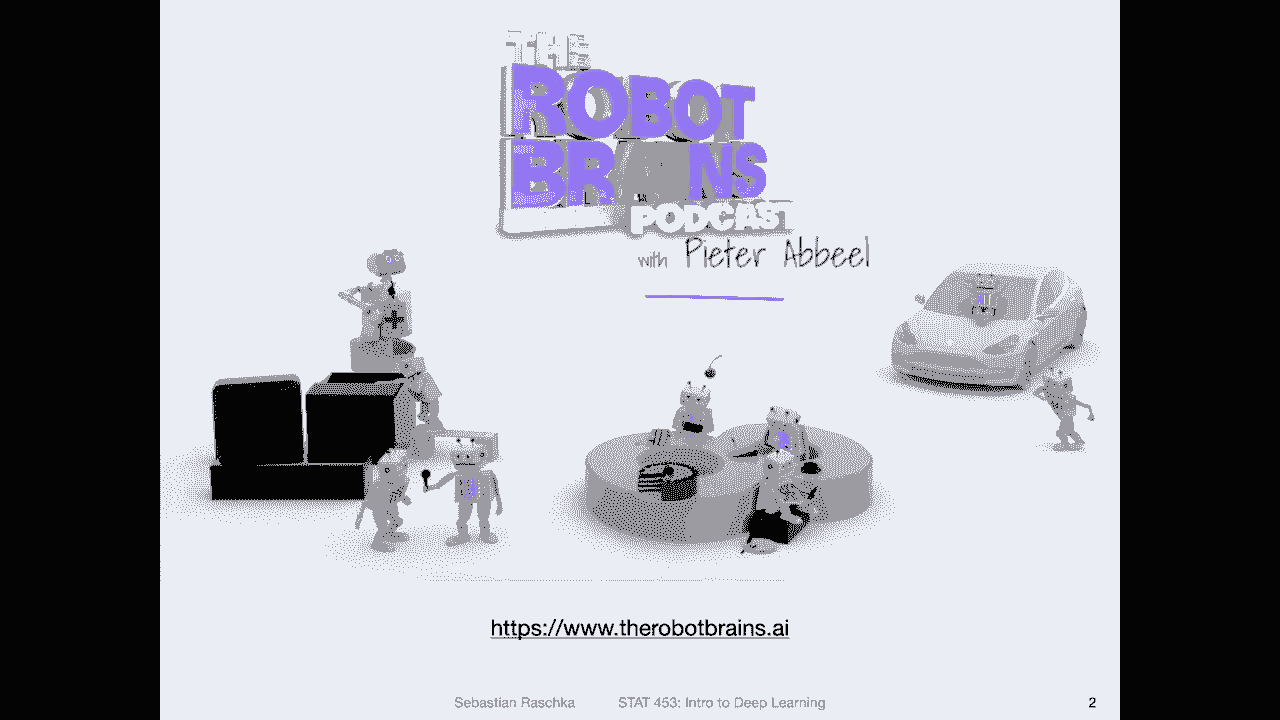 THE
ROBOT
BRAINS
PODCAST
with Pieter Abbeel
https://www.therobotbrains.ai
Sebastian Raschka STAT 453: Intro to Deep Learning 2